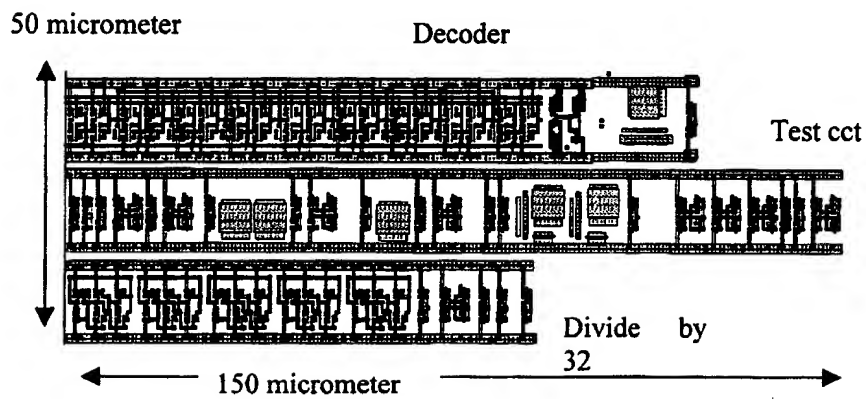 50 micrometer
Decoder
Test cct
Divide by
32
150 micrometer